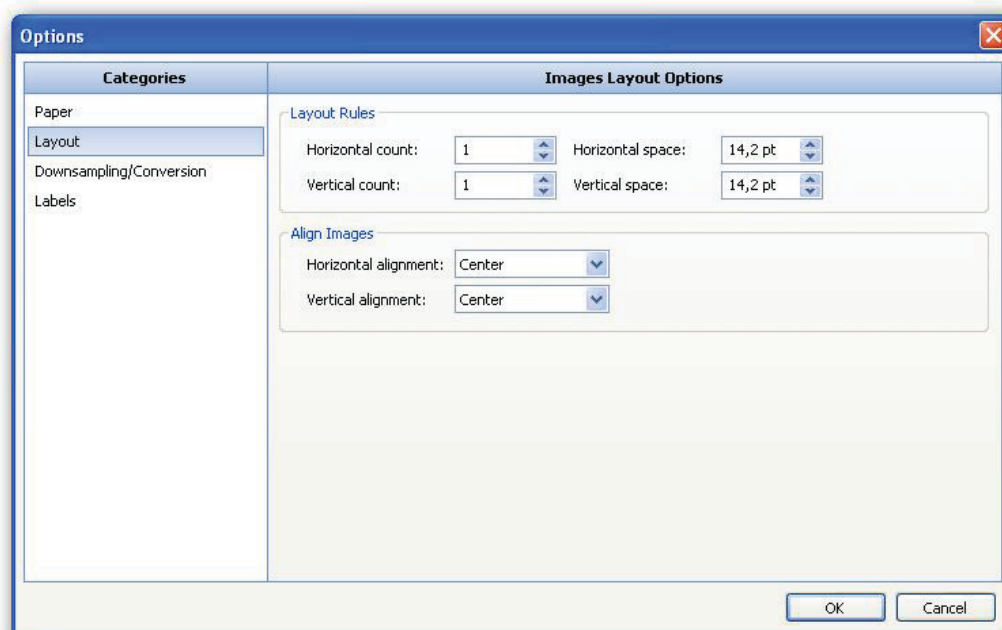 Options
Categories
Images Layout Options
Paper
Layout
Downsampling/Conversion
Labels
Layout Rules
Horizontal count: 1 Horizontal space: 14,2 pt
Vertical count: 1 Vertical space: 14,2 pt
Align Images
Horizontal alignment: Center
Vertical alignment: Center
OK Cancel